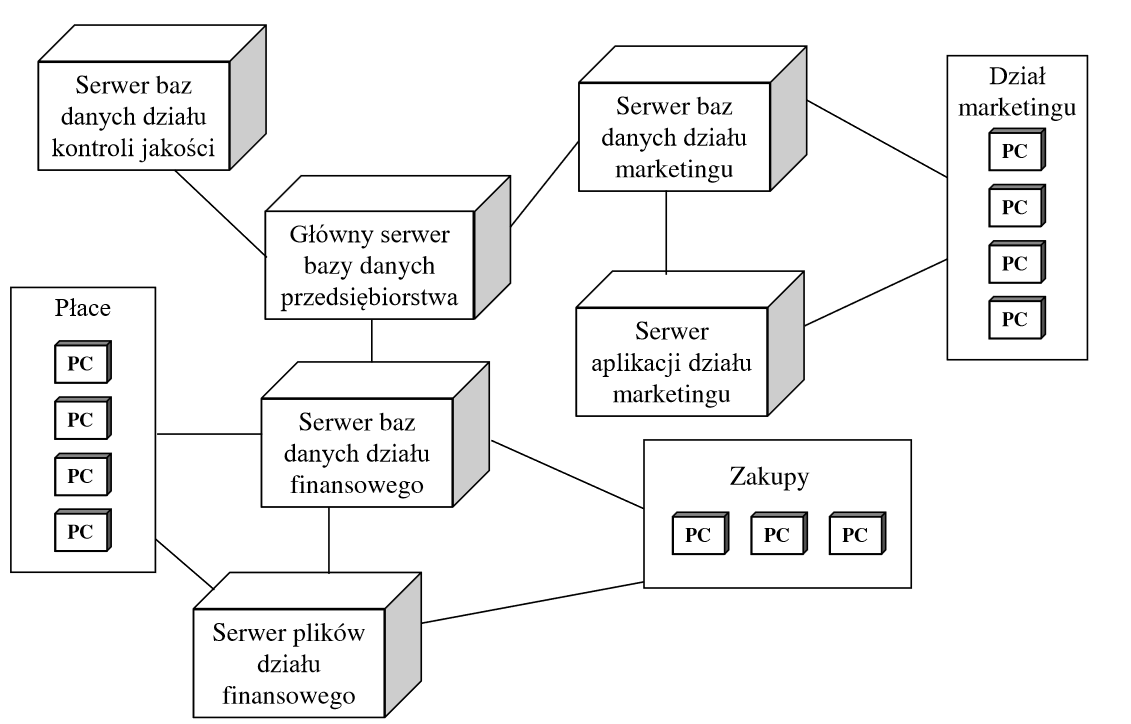 Serwer baz
danych działu
kontroli jakości
Serwer baz
danych działu
marketingu
Dział
marketingu
PC
PC
PC
PC
Główny serwer
bazy danych
przedsiębiorstwa
Serwer
aplikacji działu
marketingu
Płace
PC
PC
PC
PC
Serwer baz
danych działu
finansowego
Zakupy
PC PC PC
Serwer plików
działu
finansowego